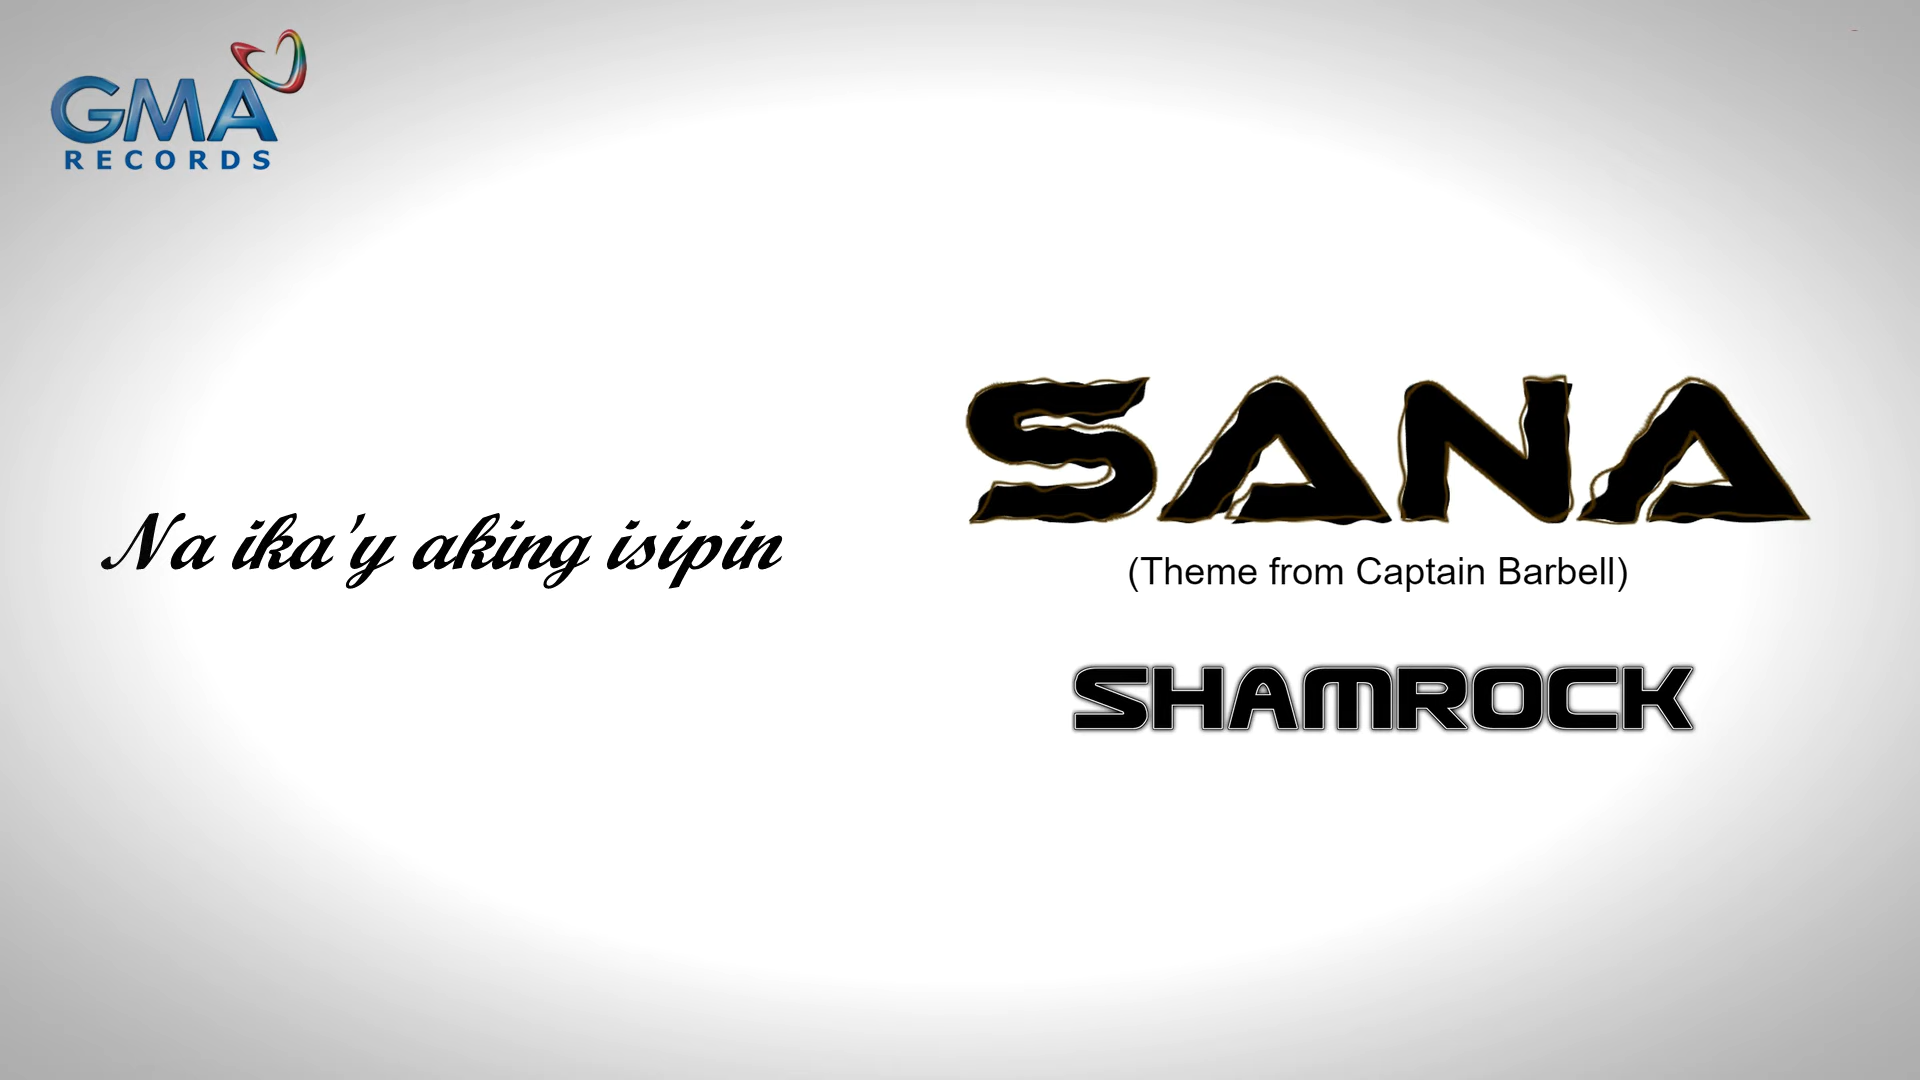 GMA
RECORDS
Na ika'y aking isipin
SANA
(Theme from Captain Barbell)
SHAMROCK